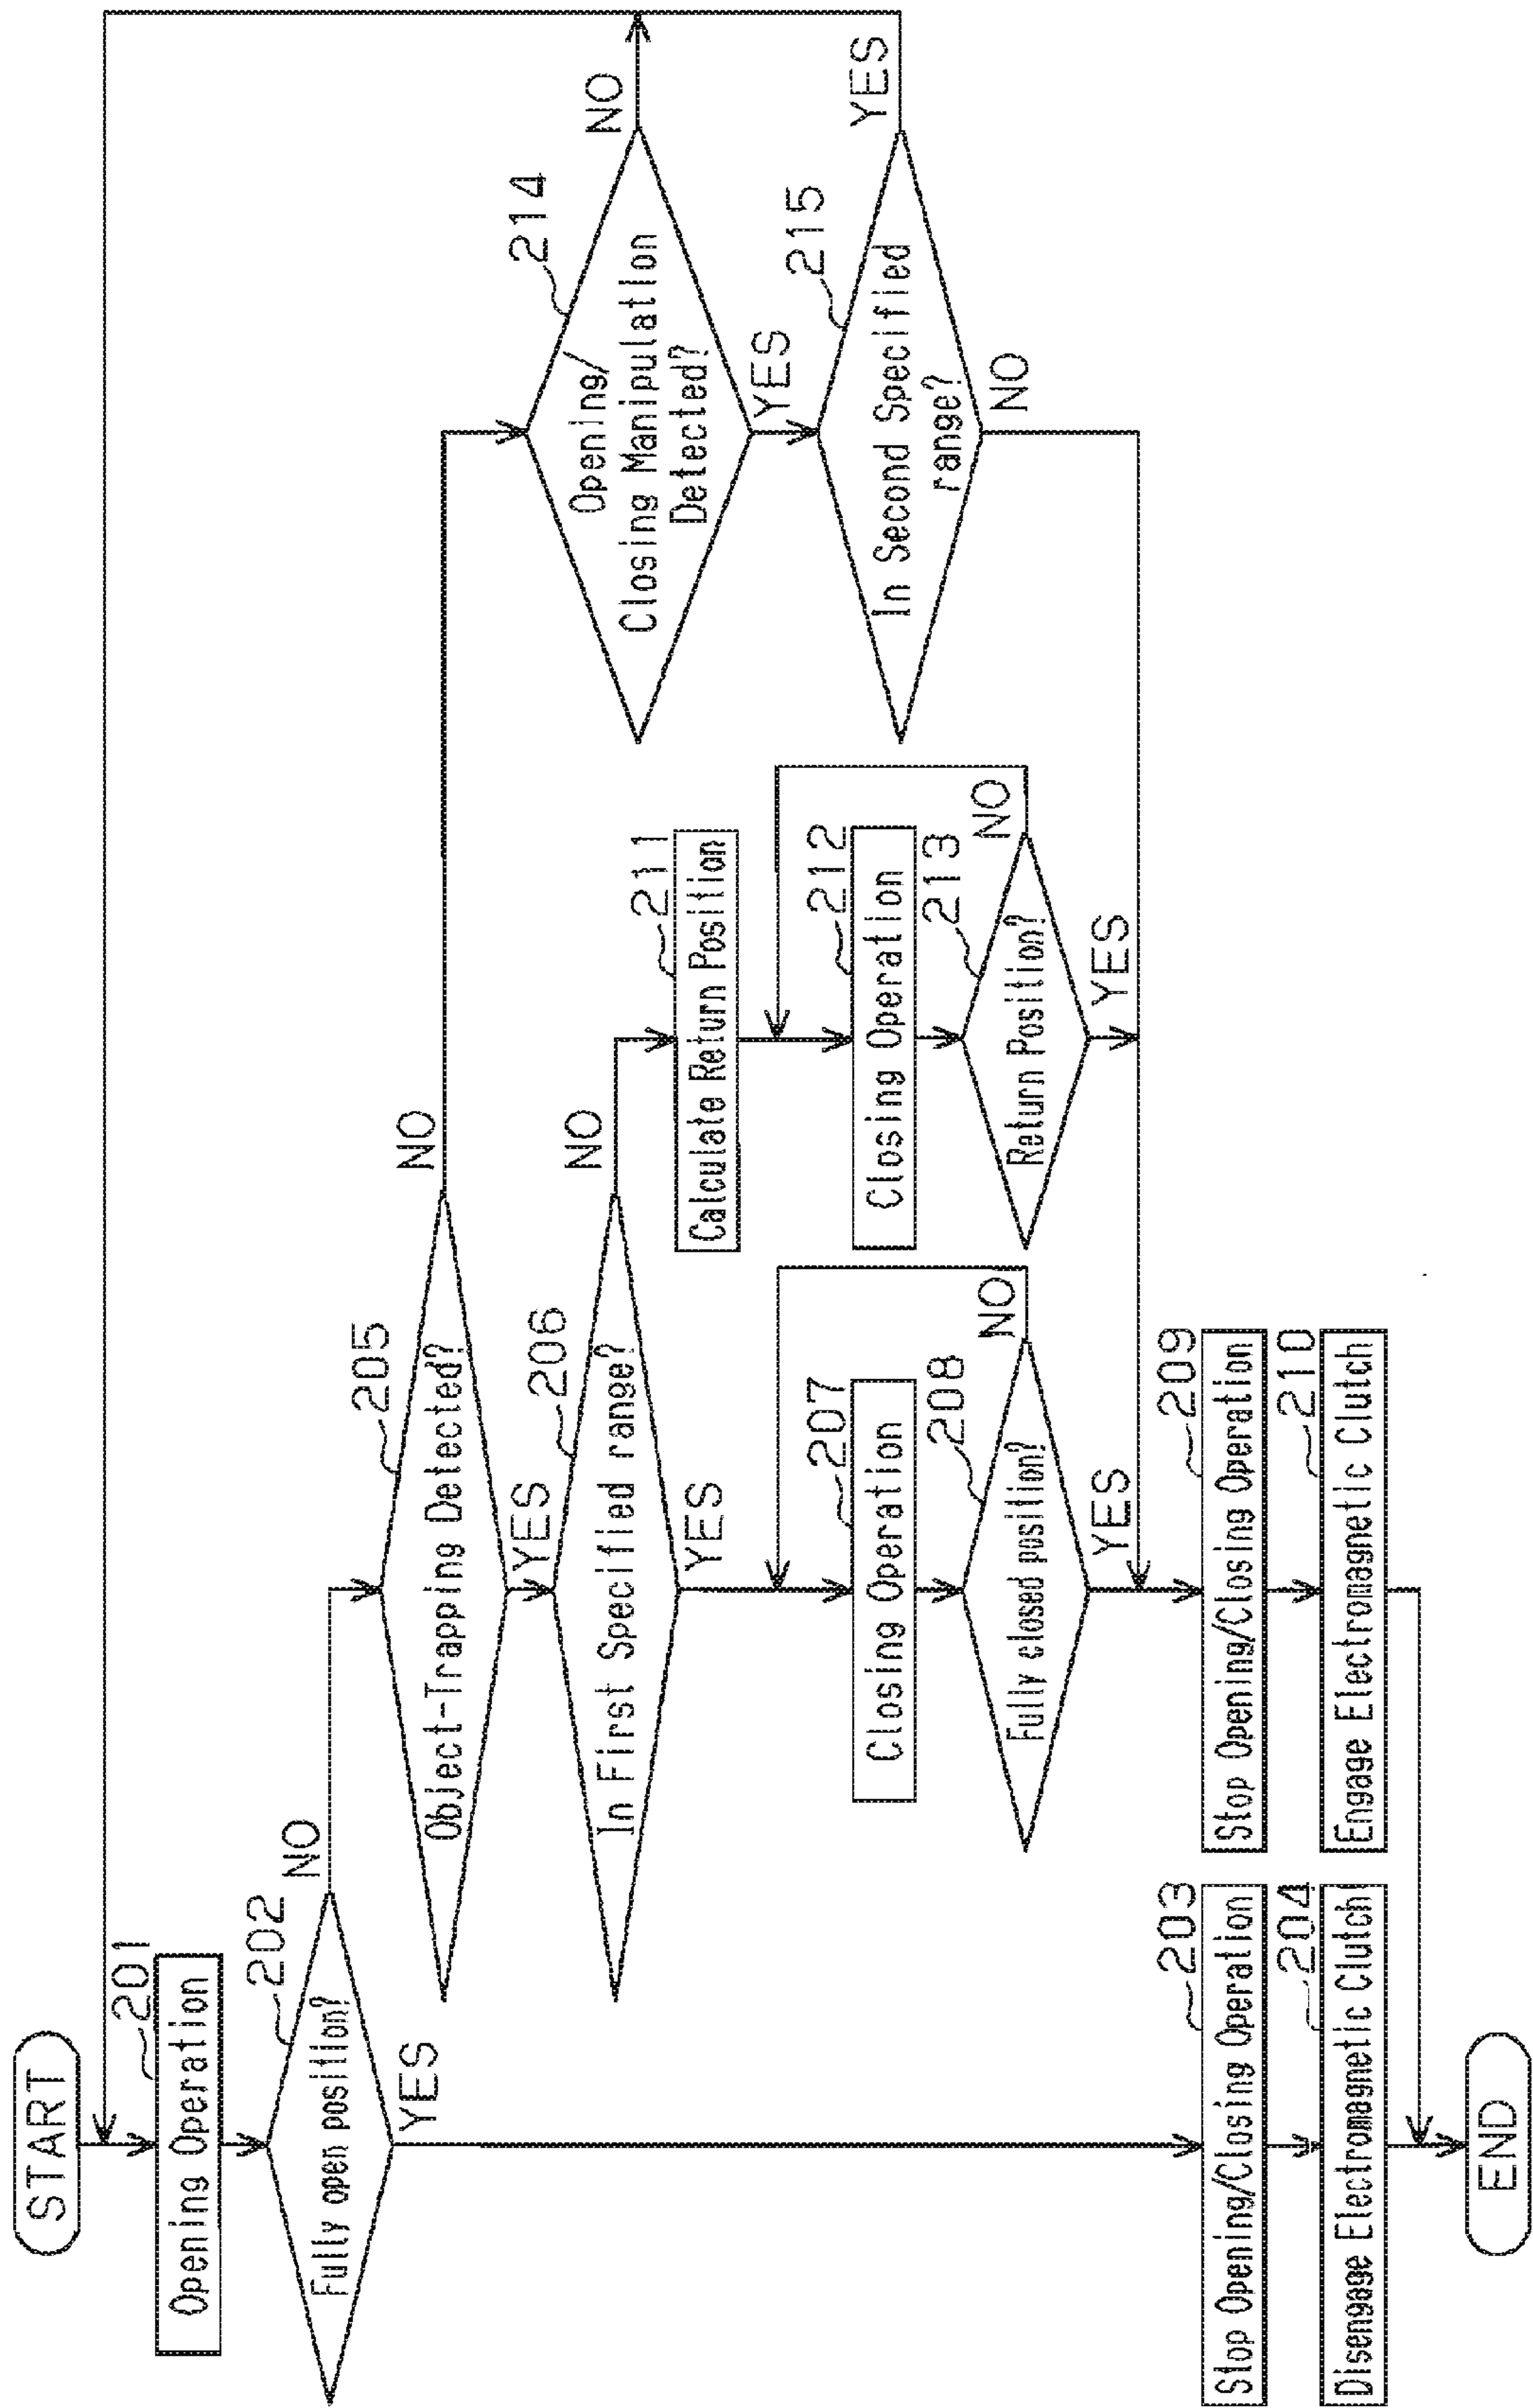 START
201
Opening Operation
202
Fully open position?
NO
YES
203
Stop Opening/Closing Operation
204
Disengage Electromagnetic Clutch
END
205
Object-Trapping Detected?
NO
YES
206
In First Specified range?
NO
YES
207
Closing Operation
208
Fully closed position?
NO
YES
209
Stop Opening/Closing Operation
210
Engage Electromagnetic Clutch
211
Calculate Return Position
212
Closing Operation
213
Return Position?
NO
YES
214
Opening/
Closing Manipulation
Detected?
NO
YES
215
In Second Specified
range?
YES
NO